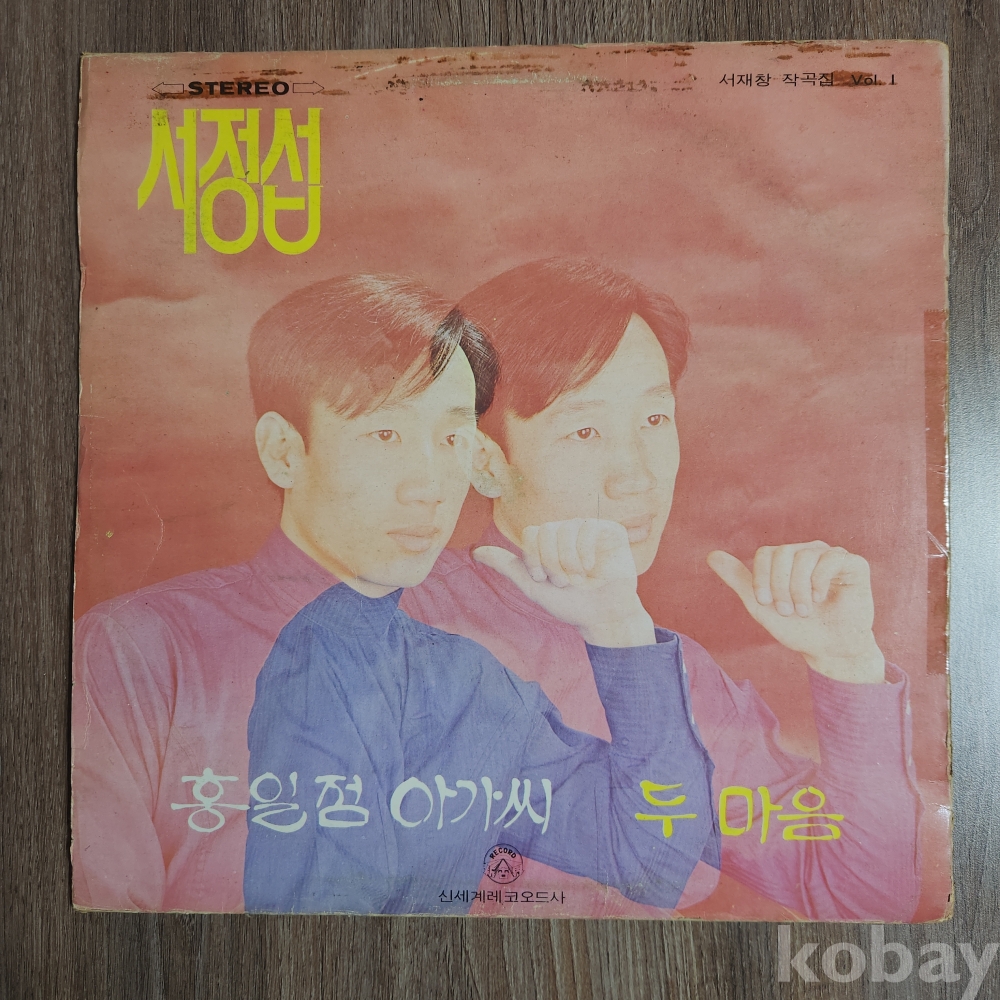 STEREO
서재창 작곡집 Vol. 1
서정섭
홍일점 아가씨 두 마음
RECORD
신세계레코오드사
kobay